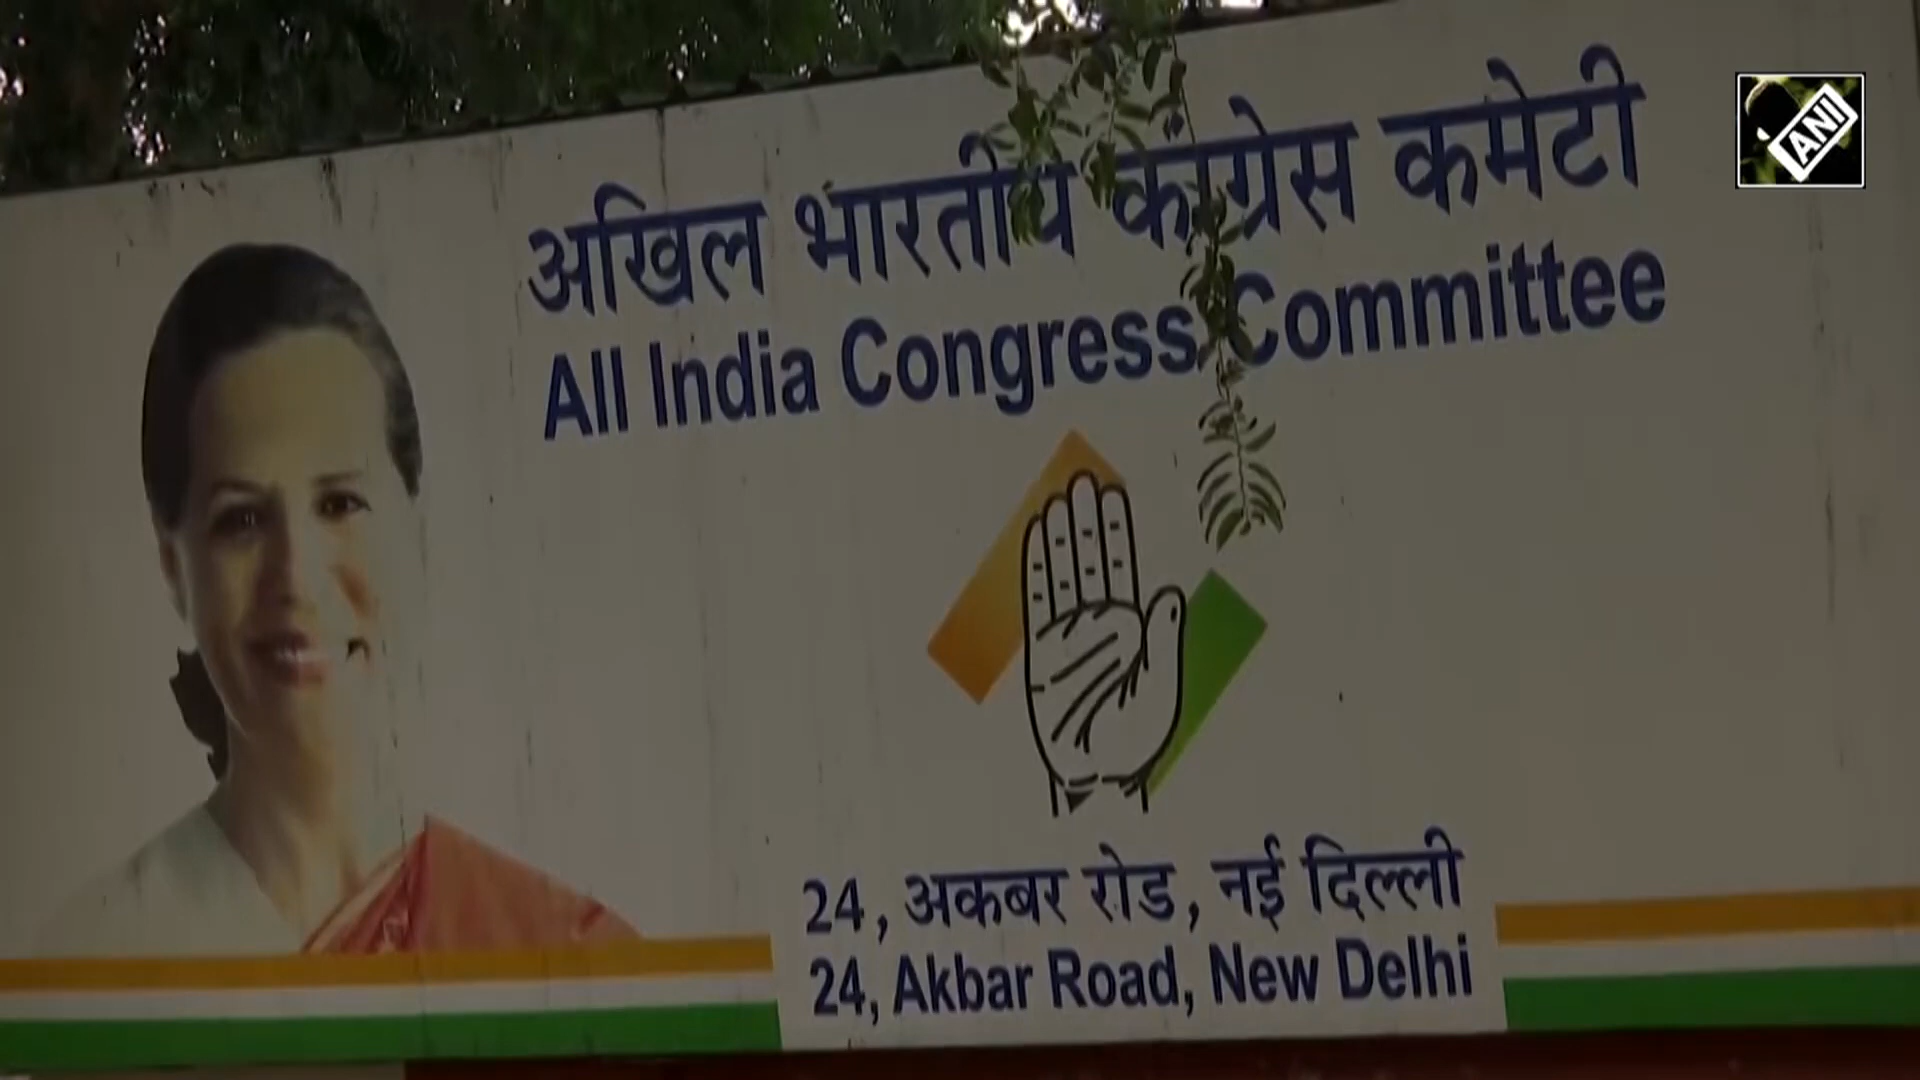 ANI
अखिल भारतीय कांग्रेस कमेटी
All India Congress Committee
24, अकबर रोड, नई दिल्ली
24, Akbar Road, New Delhi